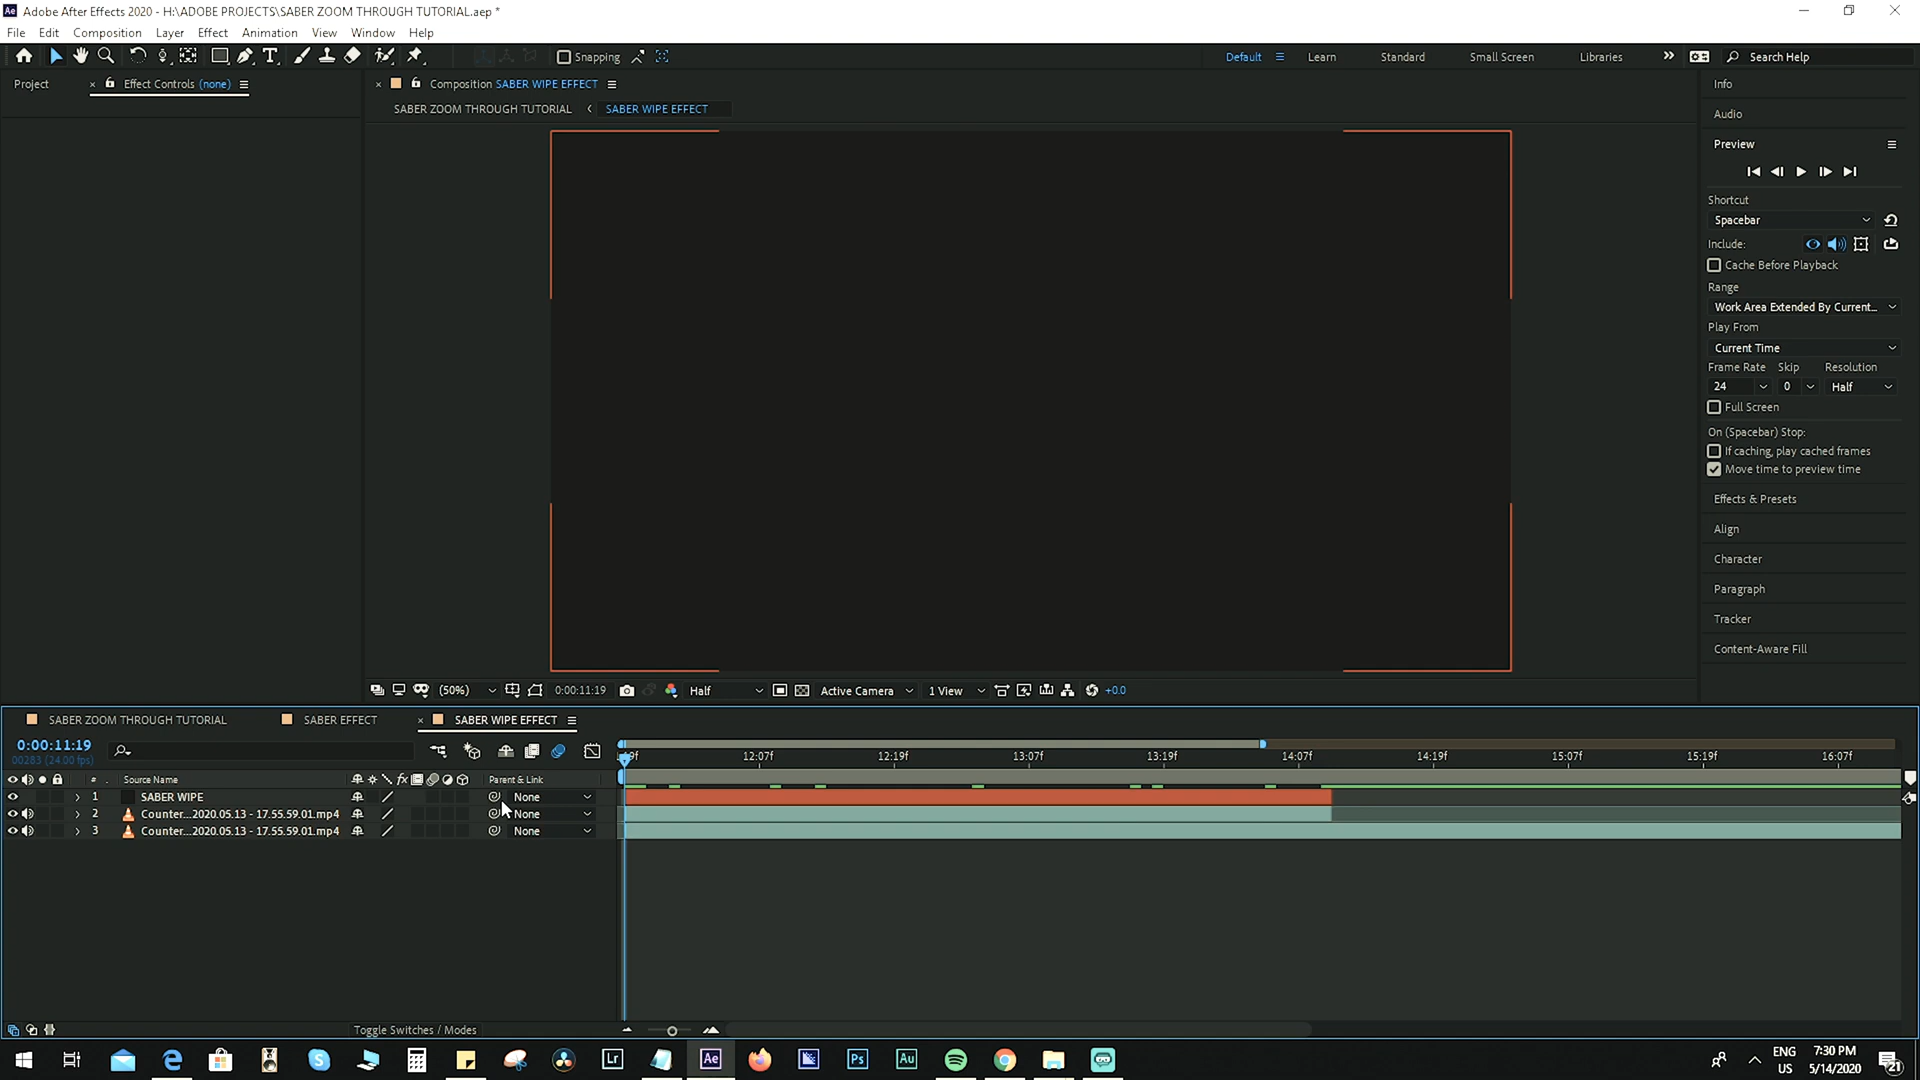 Ae Adobe After Effects 2020 - H:\ADOBE PROJECTS\SABER ZOOM THROUGH TUTORIAL.aep *
File Edit Composition Layer Effect Animation View Window Help
Snapping
Default Learn Standard Small Screen Libraries Search Help
Project Effect Controls (none)
Composition SABER WIPE EFFECT
SABER ZOOM THROUGH TUTORIAL SABER WIPE EFFECT
Info
Audio
Preview
Shortcut
Spacebar
Include:
Cache Before Playback
Range
Work Area Extended By Current...
Play From
Current Time
Frame Rate Skip Resolution
24 0 Half
Full Screen
On (Spacebar) Stop:
If caching, play cached frames
Move time to preview time
Effects & Presets
Align
Character
Paragraph
Tracker
Content-Aware Fill
(50%) 0:00:11:19 Half Active Camera 1 View +0.0
SABER ZOOM THROUGH TUTORIAL SABER EFFECT SABER WIPE EFFECT
0:00:11:19
00283 (24.00 fps)
12:07f 12:19f 13:07f 13:19f 14:07f 14:19f 15:07f 15:19f 16:07f
# Source Name fx Parent & Link
1 SABER WIPE None
2 Counter...2020.05.13 - 17.55.59.01.mp4 None
3 Counter...2020.05.13 - 17.55.59.01.mp4 None
Toggle Switches / Modes
Lr Ae Ps Au
ENG
US
7:30 PM
5/14/2020
21